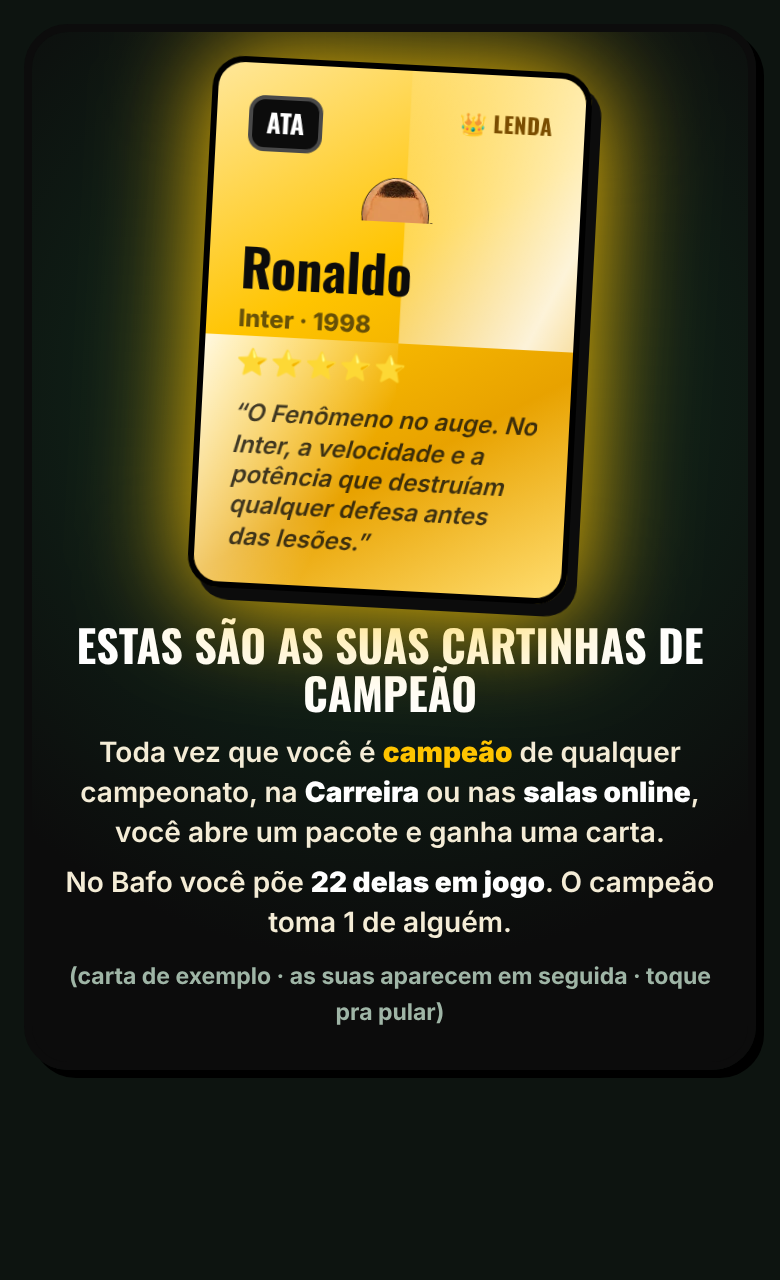 ATA
👑 LENDA
Ronaldo
Inter · 1998
⭐⭐⭐⭐⭐
“O Fenômeno no auge. No
Inter, a velocidade e a
potência que destruíam
qualquer defesa antes
das lesões.”
ESTAS SÃO AS SUAS CARTINHAS DE
CAMPEÃO
Toda vez que você é campeão de qualquer
campeonato, na Carreira ou nas salas online,
você abre um pacote e ganha uma carta.
No Bafo você põe 22 delas em jogo. O campeão
toma 1 de alguém.
(carta de exemplo · as suas aparecem em seguida · toque
pra pular)